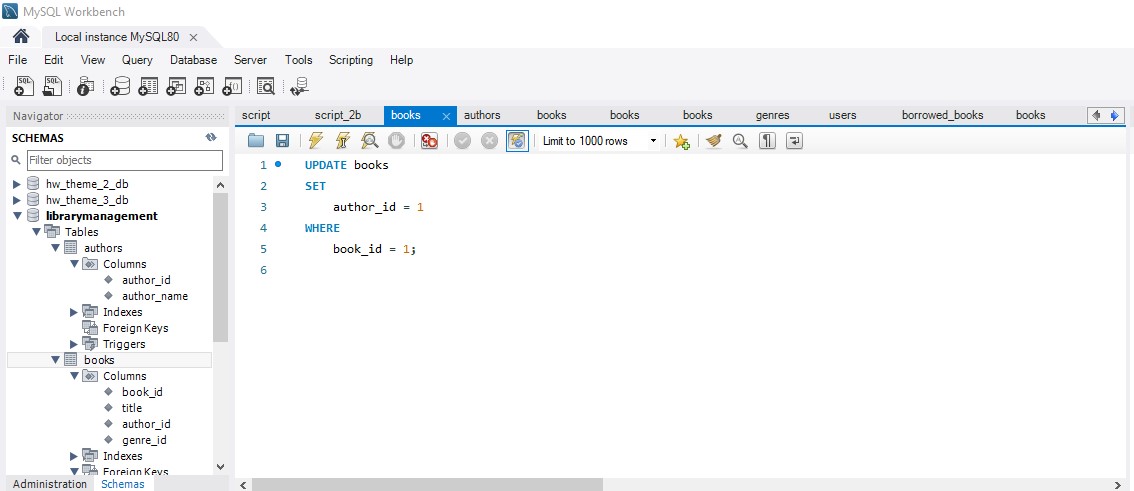 MySQL Workbench
Local instance MySQL80
File Edit View Query Database Server Tools Scripting Help
Navigator
SCHEMAS
Filter objects
hw_theme_2_db
hw_theme_3_db
librarymanagement
Tables
authors
Columns
author_id
author_name
Indexes
Foreign Keys
Triggers
books
Columns
book_id
title
author_id
genre_id
Indexes
Foreign Keys
Administration Schemas
script script_2b books authors books books books genres users borrowed_books books
Limit to 1000 rows
1 UPDATE books
2 SET
3 author_id = 1
4 WHERE
5 book_id = 1;
6